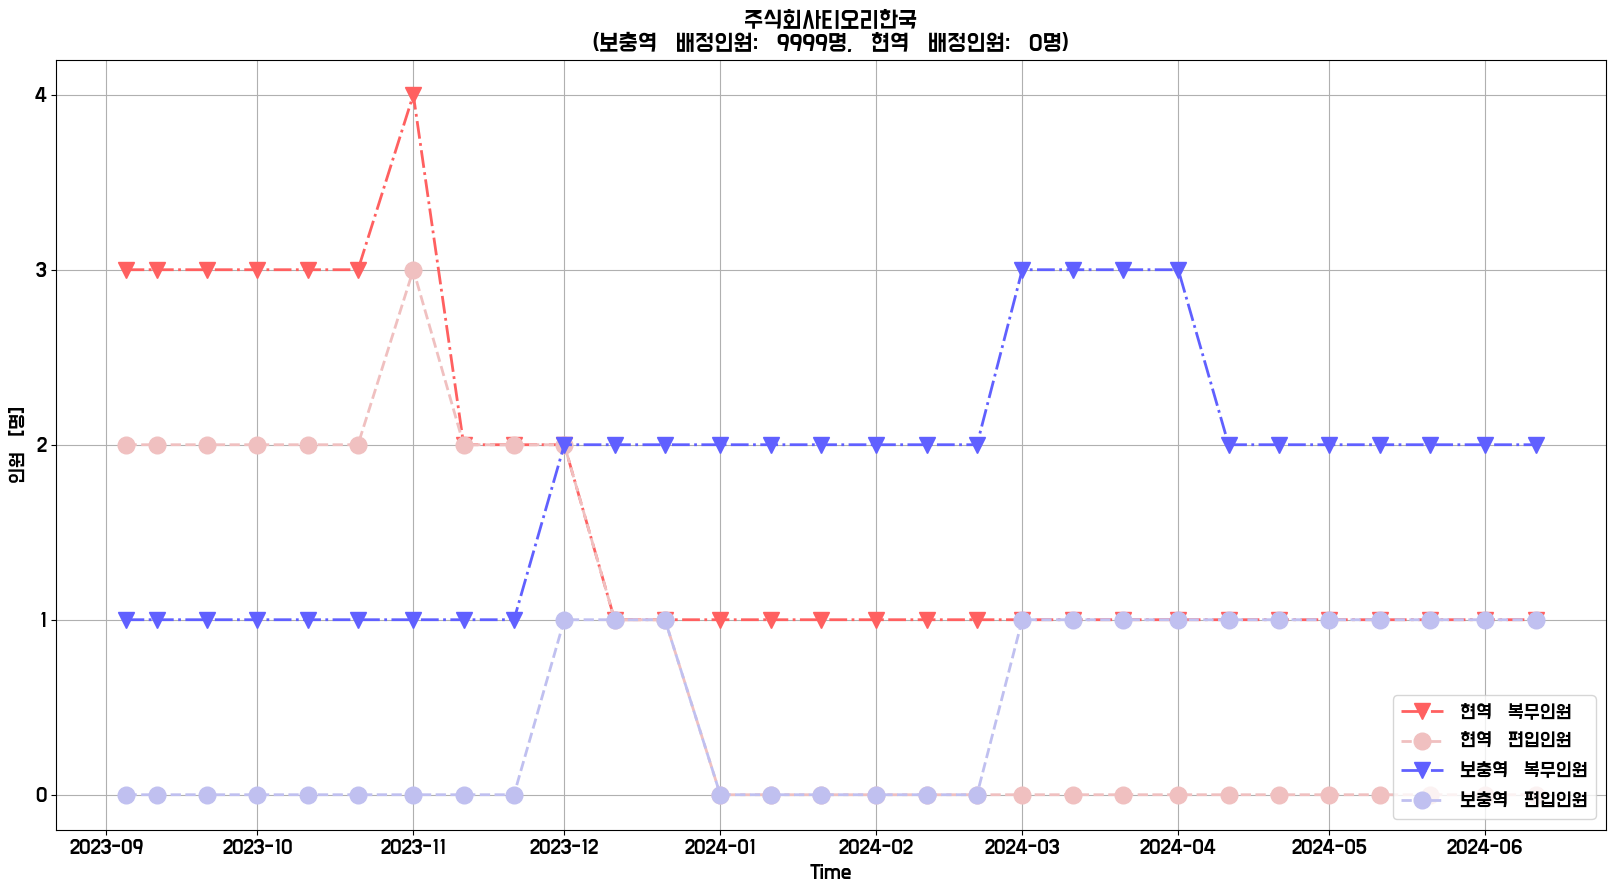 주식회사티오리한국
(보충역 배정인원: 9999명, 현역 배정인원: 0명)
인원 [명]
4
3
2
1
0
2023-09 2023-10 2023-11 2023-12 2024-01 2024-02 2024-03 2024-04 2024-05 2024-06
Time
현역 복무인원
현역 편입인원
보충역 복무인원
보충역 편입인원